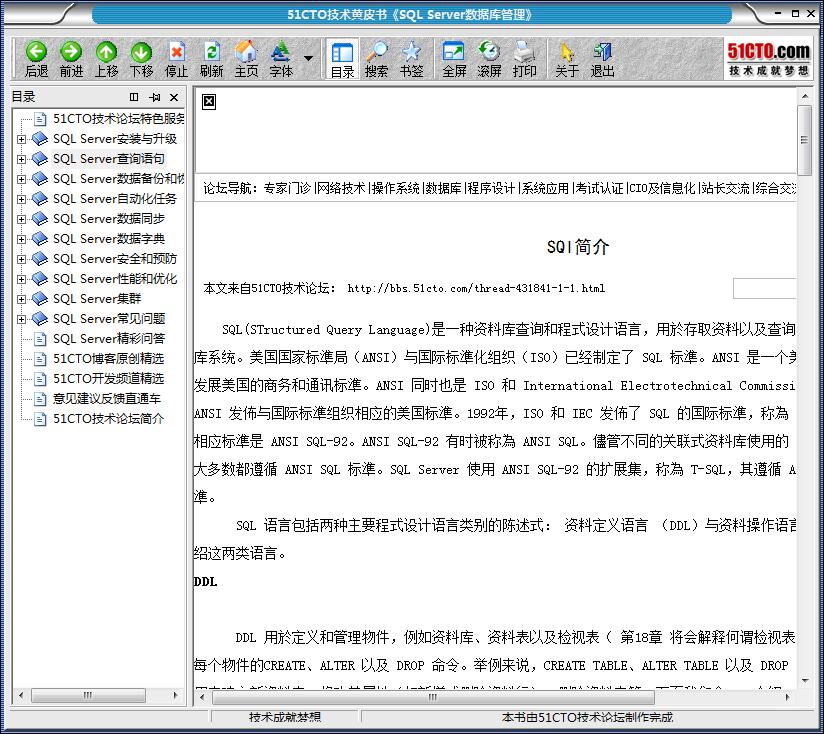 51CTO技术黄皮书《SQL Server数据库管理》
后退 前进 上移 下移 停止 刷新 主页 字体 目录 搜索 书签 全屏 滚屏 打印 关于 退出
51CTO.com
技术成就梦想
目录
51CTO技术论坛特色服务
SQL Server安装与升级
SQL Server查询语句
SQL Server数据备份和恢
SQL Server自动化任务
SQL Server数据同步
SQL Server数据字典
SQL Server安全和预防
SQL Server性能和优化
SQL Server集群
SQL Server常见问题
SQL Server精彩问答
51CTO博客原创精选
51CTO开发频道精选
意见建议反馈直通车
51CTO技术论坛简介
论坛导航: 专家门诊|网络技术|操作系统|数据库|程序设计|系统应用|考试认证|CIO及信息化|站长交流|综合交流
SQl简介
本文来自51CTO技术论坛: http://bbs.51cto.com/thread-431841-1-1.html
SQL(STructured Query Language)是一种资料库查询和程式设计语言，用於存取资料以及查询
库系统。美国国家标准局（ANSI）与国际标准化组织（ISO）已经制定了 SQL 标准。ANSI 是一个美
发展美国的商务和通讯标准。ANSI 同时也是 ISO 和 International Electrotechnical Commissi
ANSI 发佈与国际标准组织相应的美国标准。1992年，ISO 和 IEC 发佈了 SQL 的国际标准，称为
相应标准是 ANSI SQL-92。ANSI SQL-92 有时被称為 ANSI SQL。儘管不同的关联式资料库使用的
大多数都遵循 ANSI SQL 标準。SQL Server 使用 ANSI SQL-92 的扩展集，称為 T-SQL，其遵循 A
準。
SQL 语言包括两种主要程式设计语言类别的陈述式： 资料定义语言 （DDL）与资料操作语言
绍这两类语言。
DDL
DDL 用於定义和管理物件，例如资料库、资料表以及检视表（ 第18章 将会解释何谓检视表
每个物件的CREATE、ALTER 以及 DROP 命令。举例来说，CREATE TABLE、ALTER TABLE 以及 DROP
技术成就梦想
本书由51CTO技术论坛制作完成